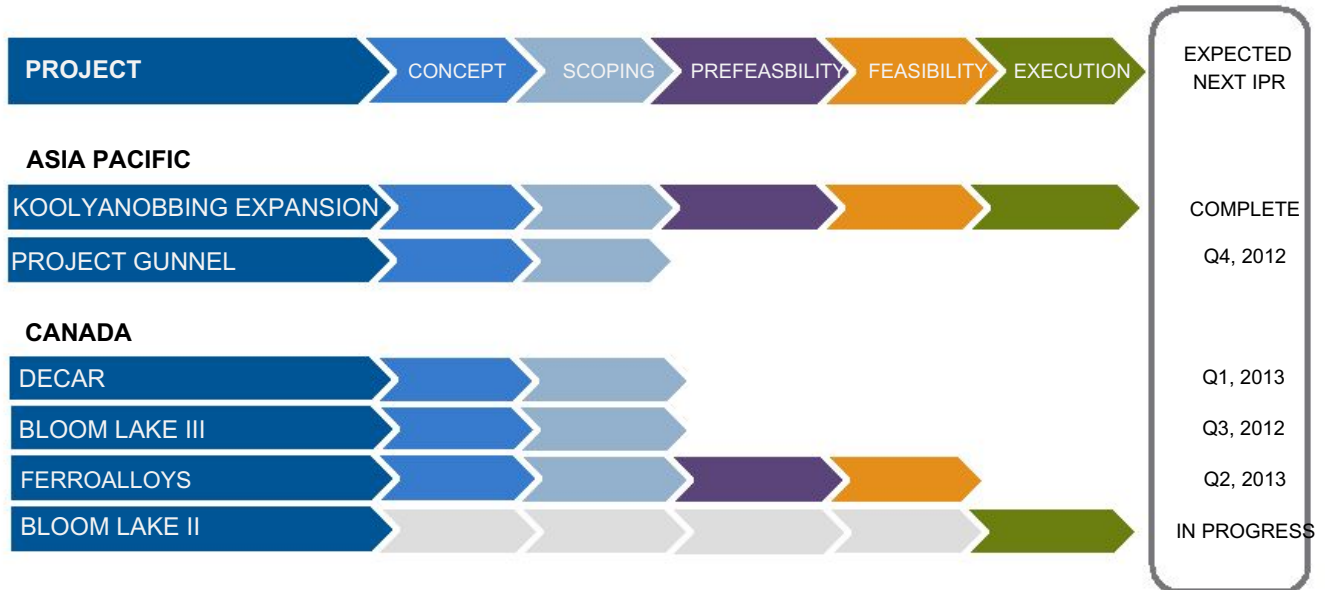 PROJECT
CONCEPT
SCOPING
PREFEASBILITY
FEASIBILITY
EXECUTION
EXPECTED
NEXT IPR
ASIA PACIFIC
KOOLYANOBBING EXPANSION
COMPLETE
PROJECT GUNNEL
Q4, 2012
CANADA
DECAR
Q1, 2013
BLOOM LAKE III
Q3, 2012
FERROALLOYS
Q2, 2013
BLOOM LAKE II
IN PROGRESS